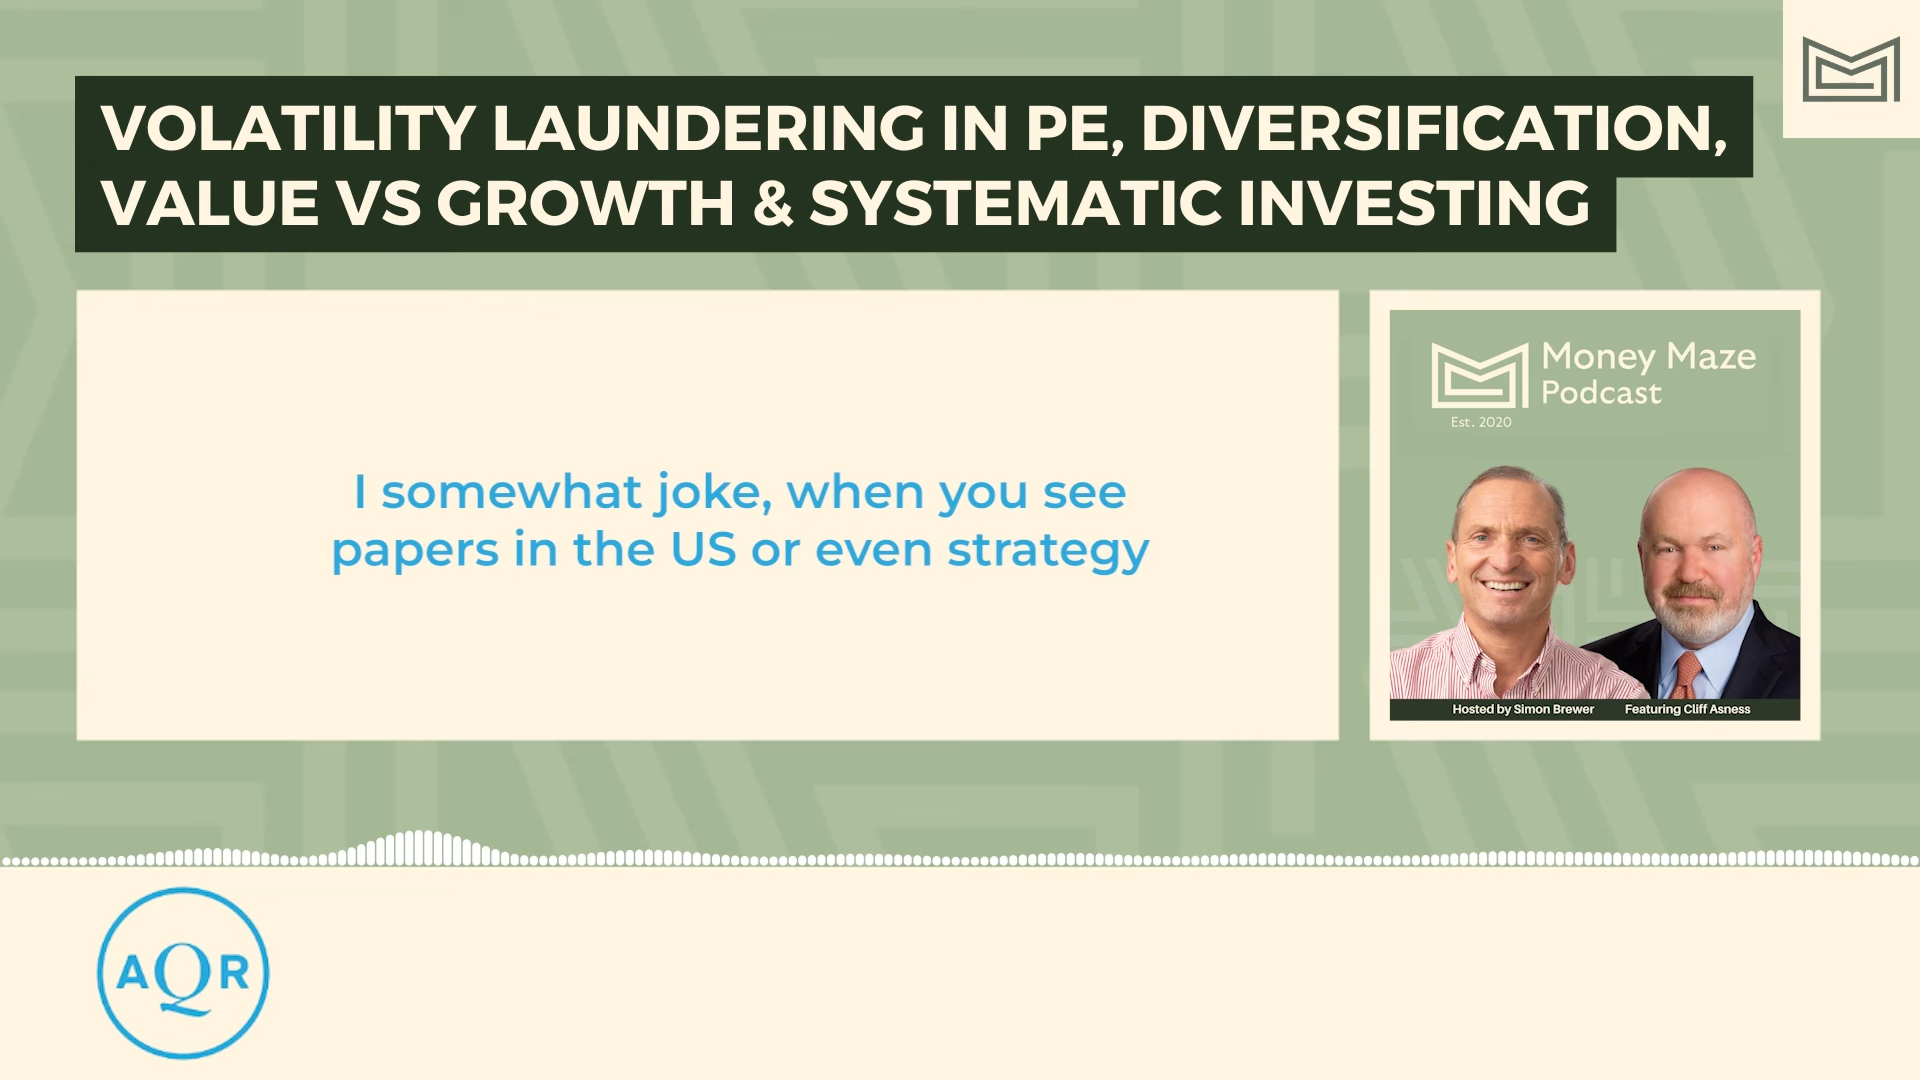 VOLATILITY LAUNDERING IN PE, DIVERSIFICATION,
VALUE VS GROWTH & SYSTEMATIC INVESTING
I somewhat joke, when you see
papers in the US or even strategy
Money Maze
Podcast
Est. 2020
Hosted by Simon Brewer
Featuring Cliff Asness
AQR